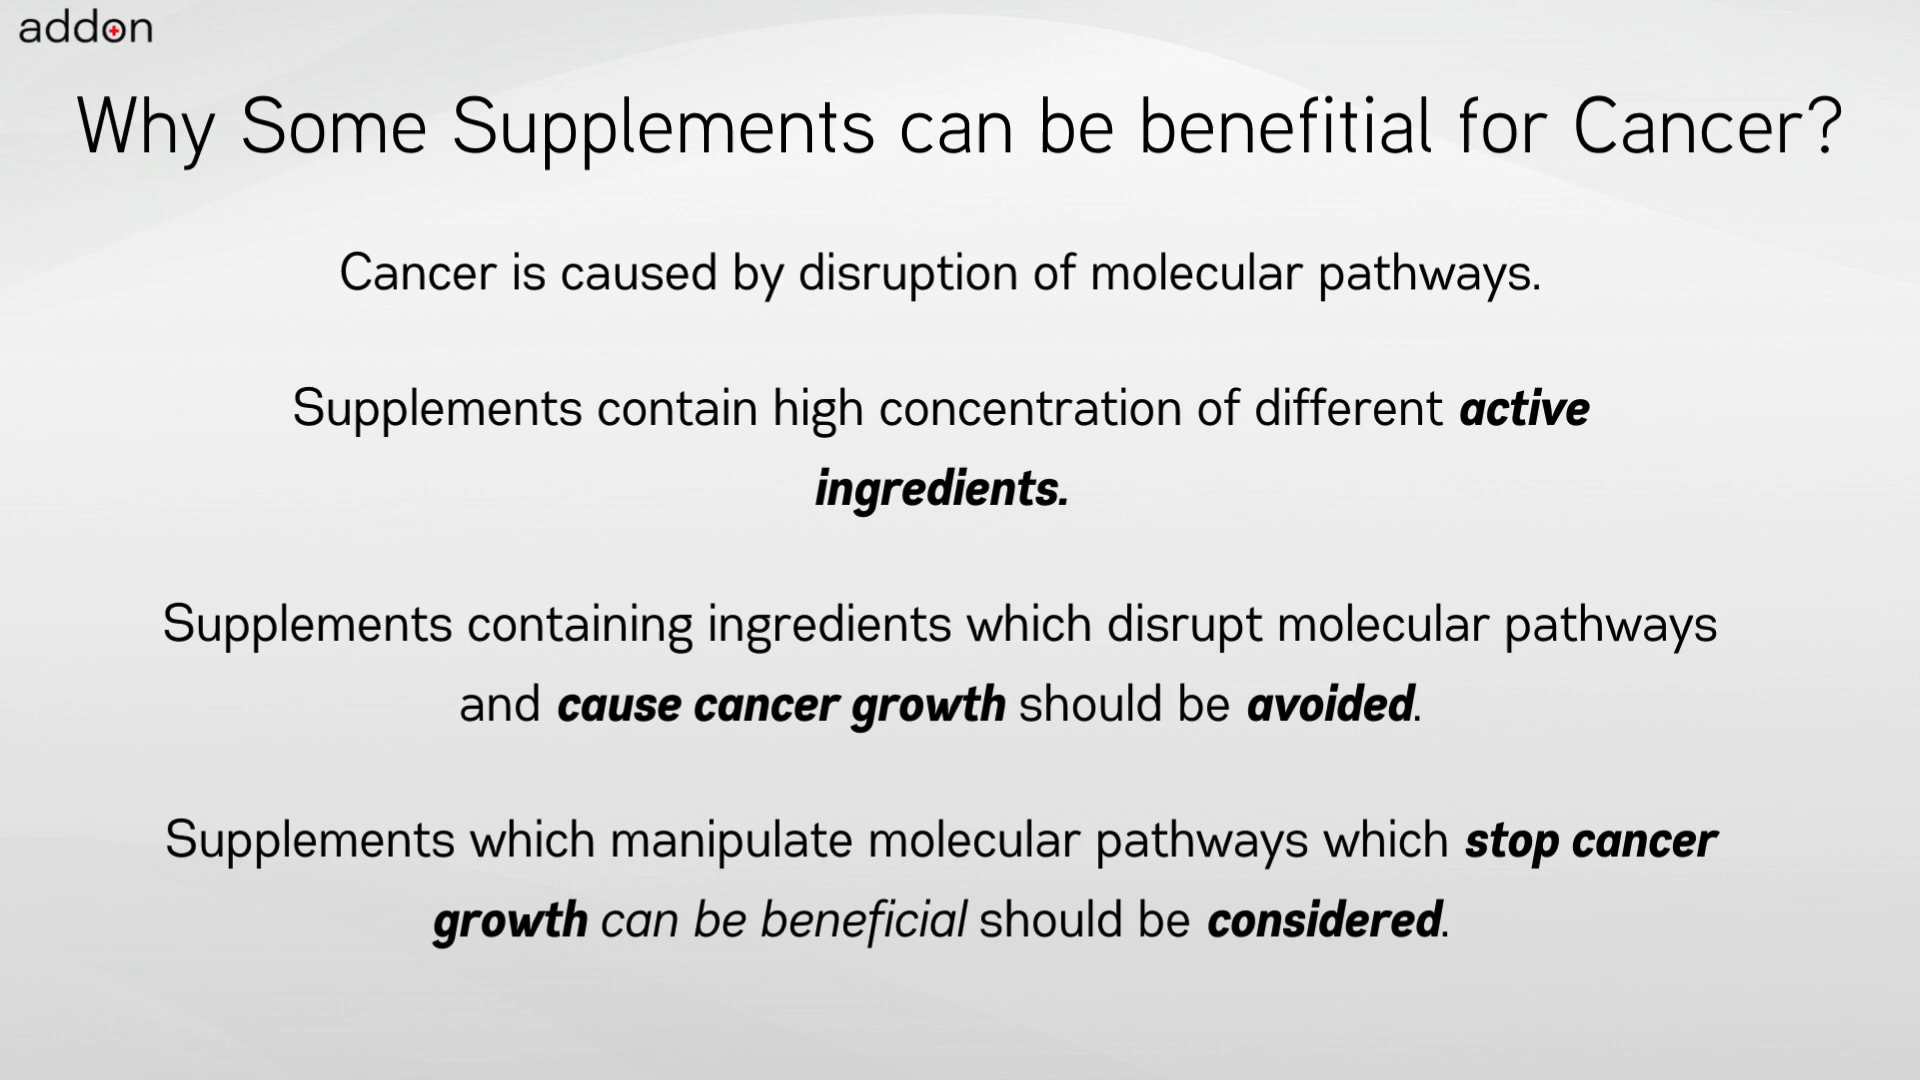 addon
Why Some Supplements can be benefitial for Cancer?
Cancer is caused by disruption of molecular pathways.
Supplements contain high concentration of different active
ingredients.
Supplements containing ingredients which disrupt molecular pathways
and cause cancer growth should be avoided.
Supplements which manipulate molecular pathways which stop cancer
growth can be beneficial should be considered.